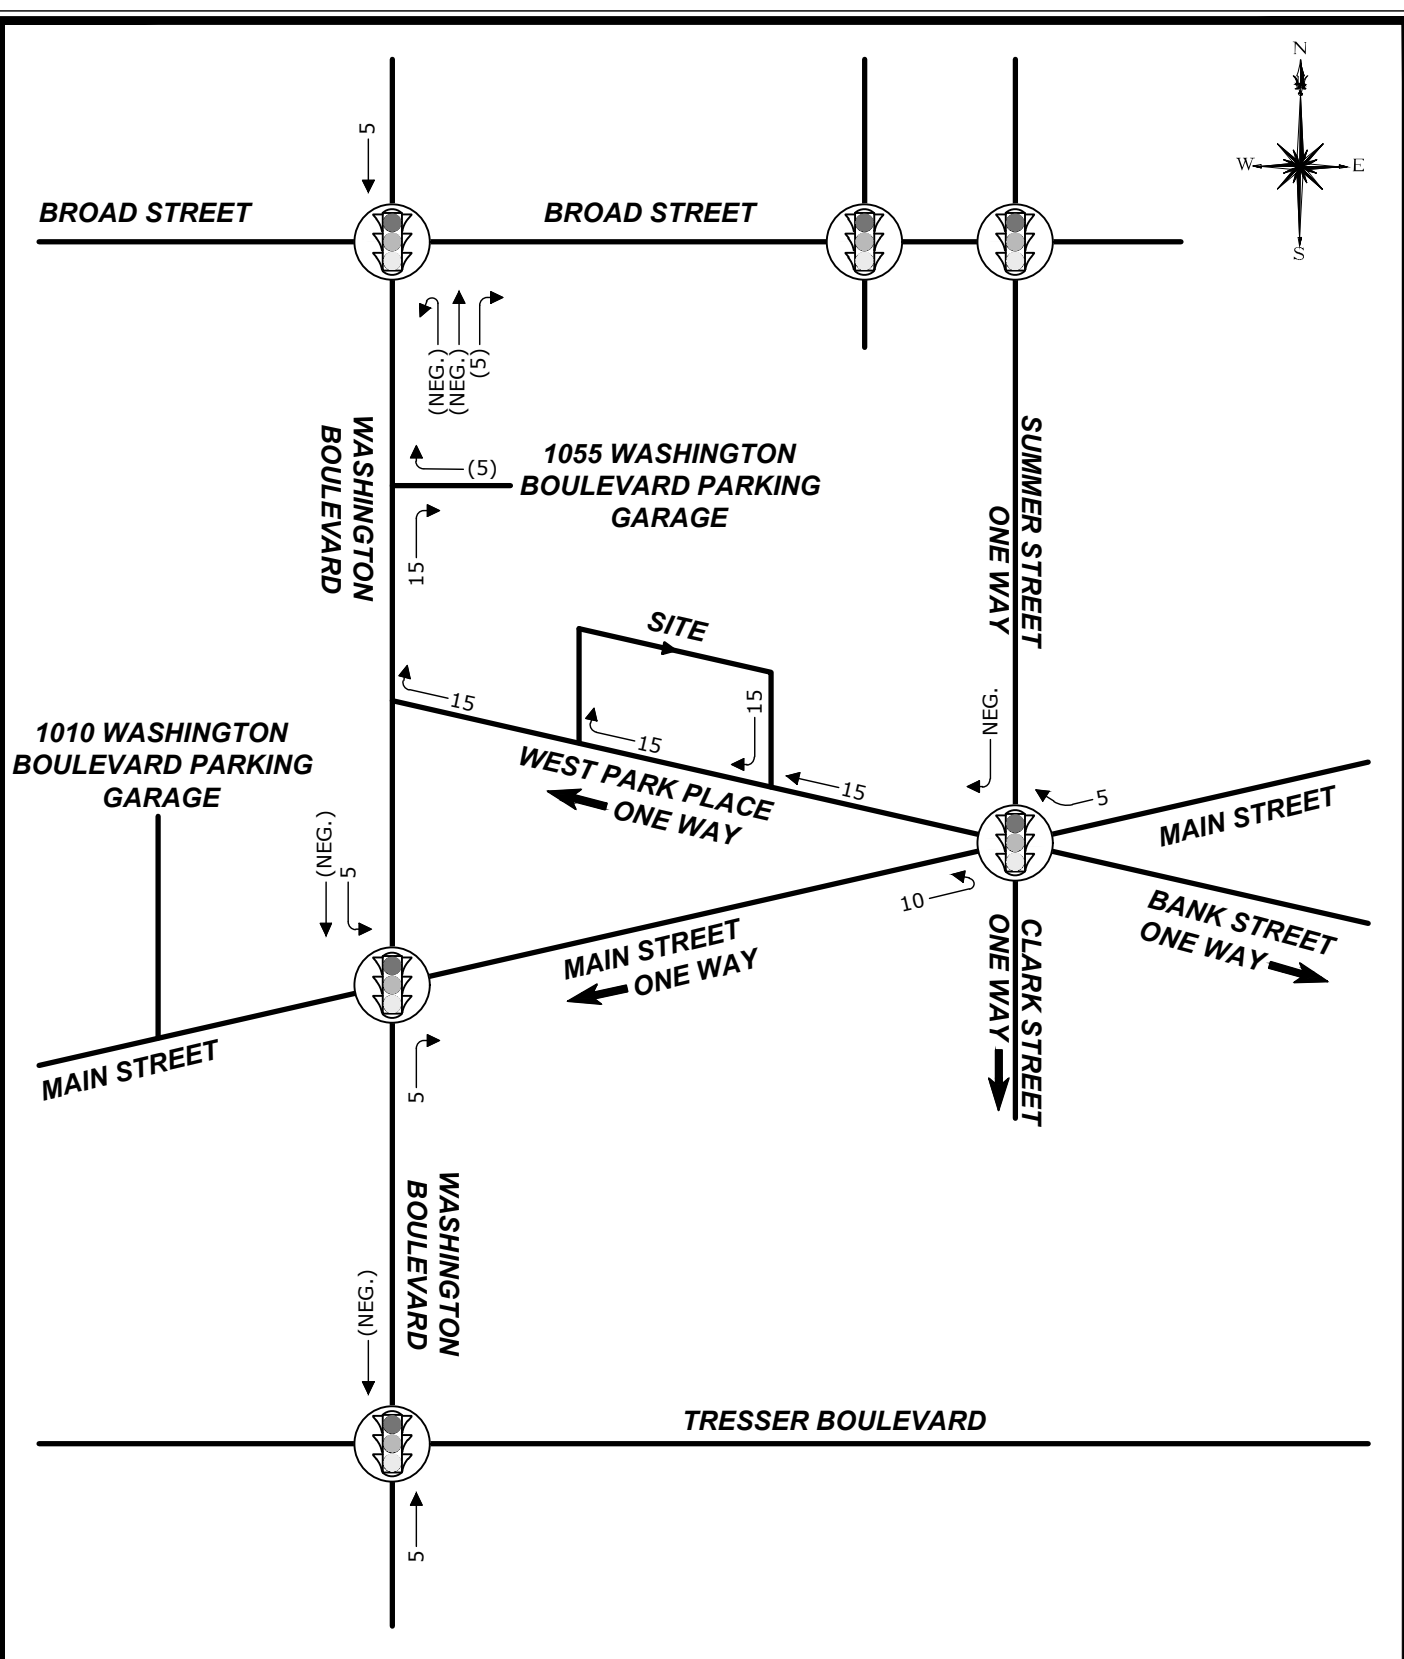 N
W
E
S
5
BROAD STREET
BROAD STREET
(NEG.)
(NEG.)
(5)
WASHINGTON
BOULEVARD
(5)
1055 WASHINGTON
BOULEVARD PARKING
GARAGE
15
SUMMER STREET
ONE WAY
SITE
15
15
15
15
NEG.
5
1010 WASHINGTON
BOULEVARD PARKING
GARAGE
WEST PARK PLACE
ONE WAY
MAIN STREET
(NEG.)
5
10
BANK STREET
ONE WAY
MAIN STREET
ONE WAY
CLARK STREET
ONE WAY
MAIN STREET
5
WASHINGTON
BOULEVARD
(NEG.)
TRESSER BOULEVARD
5